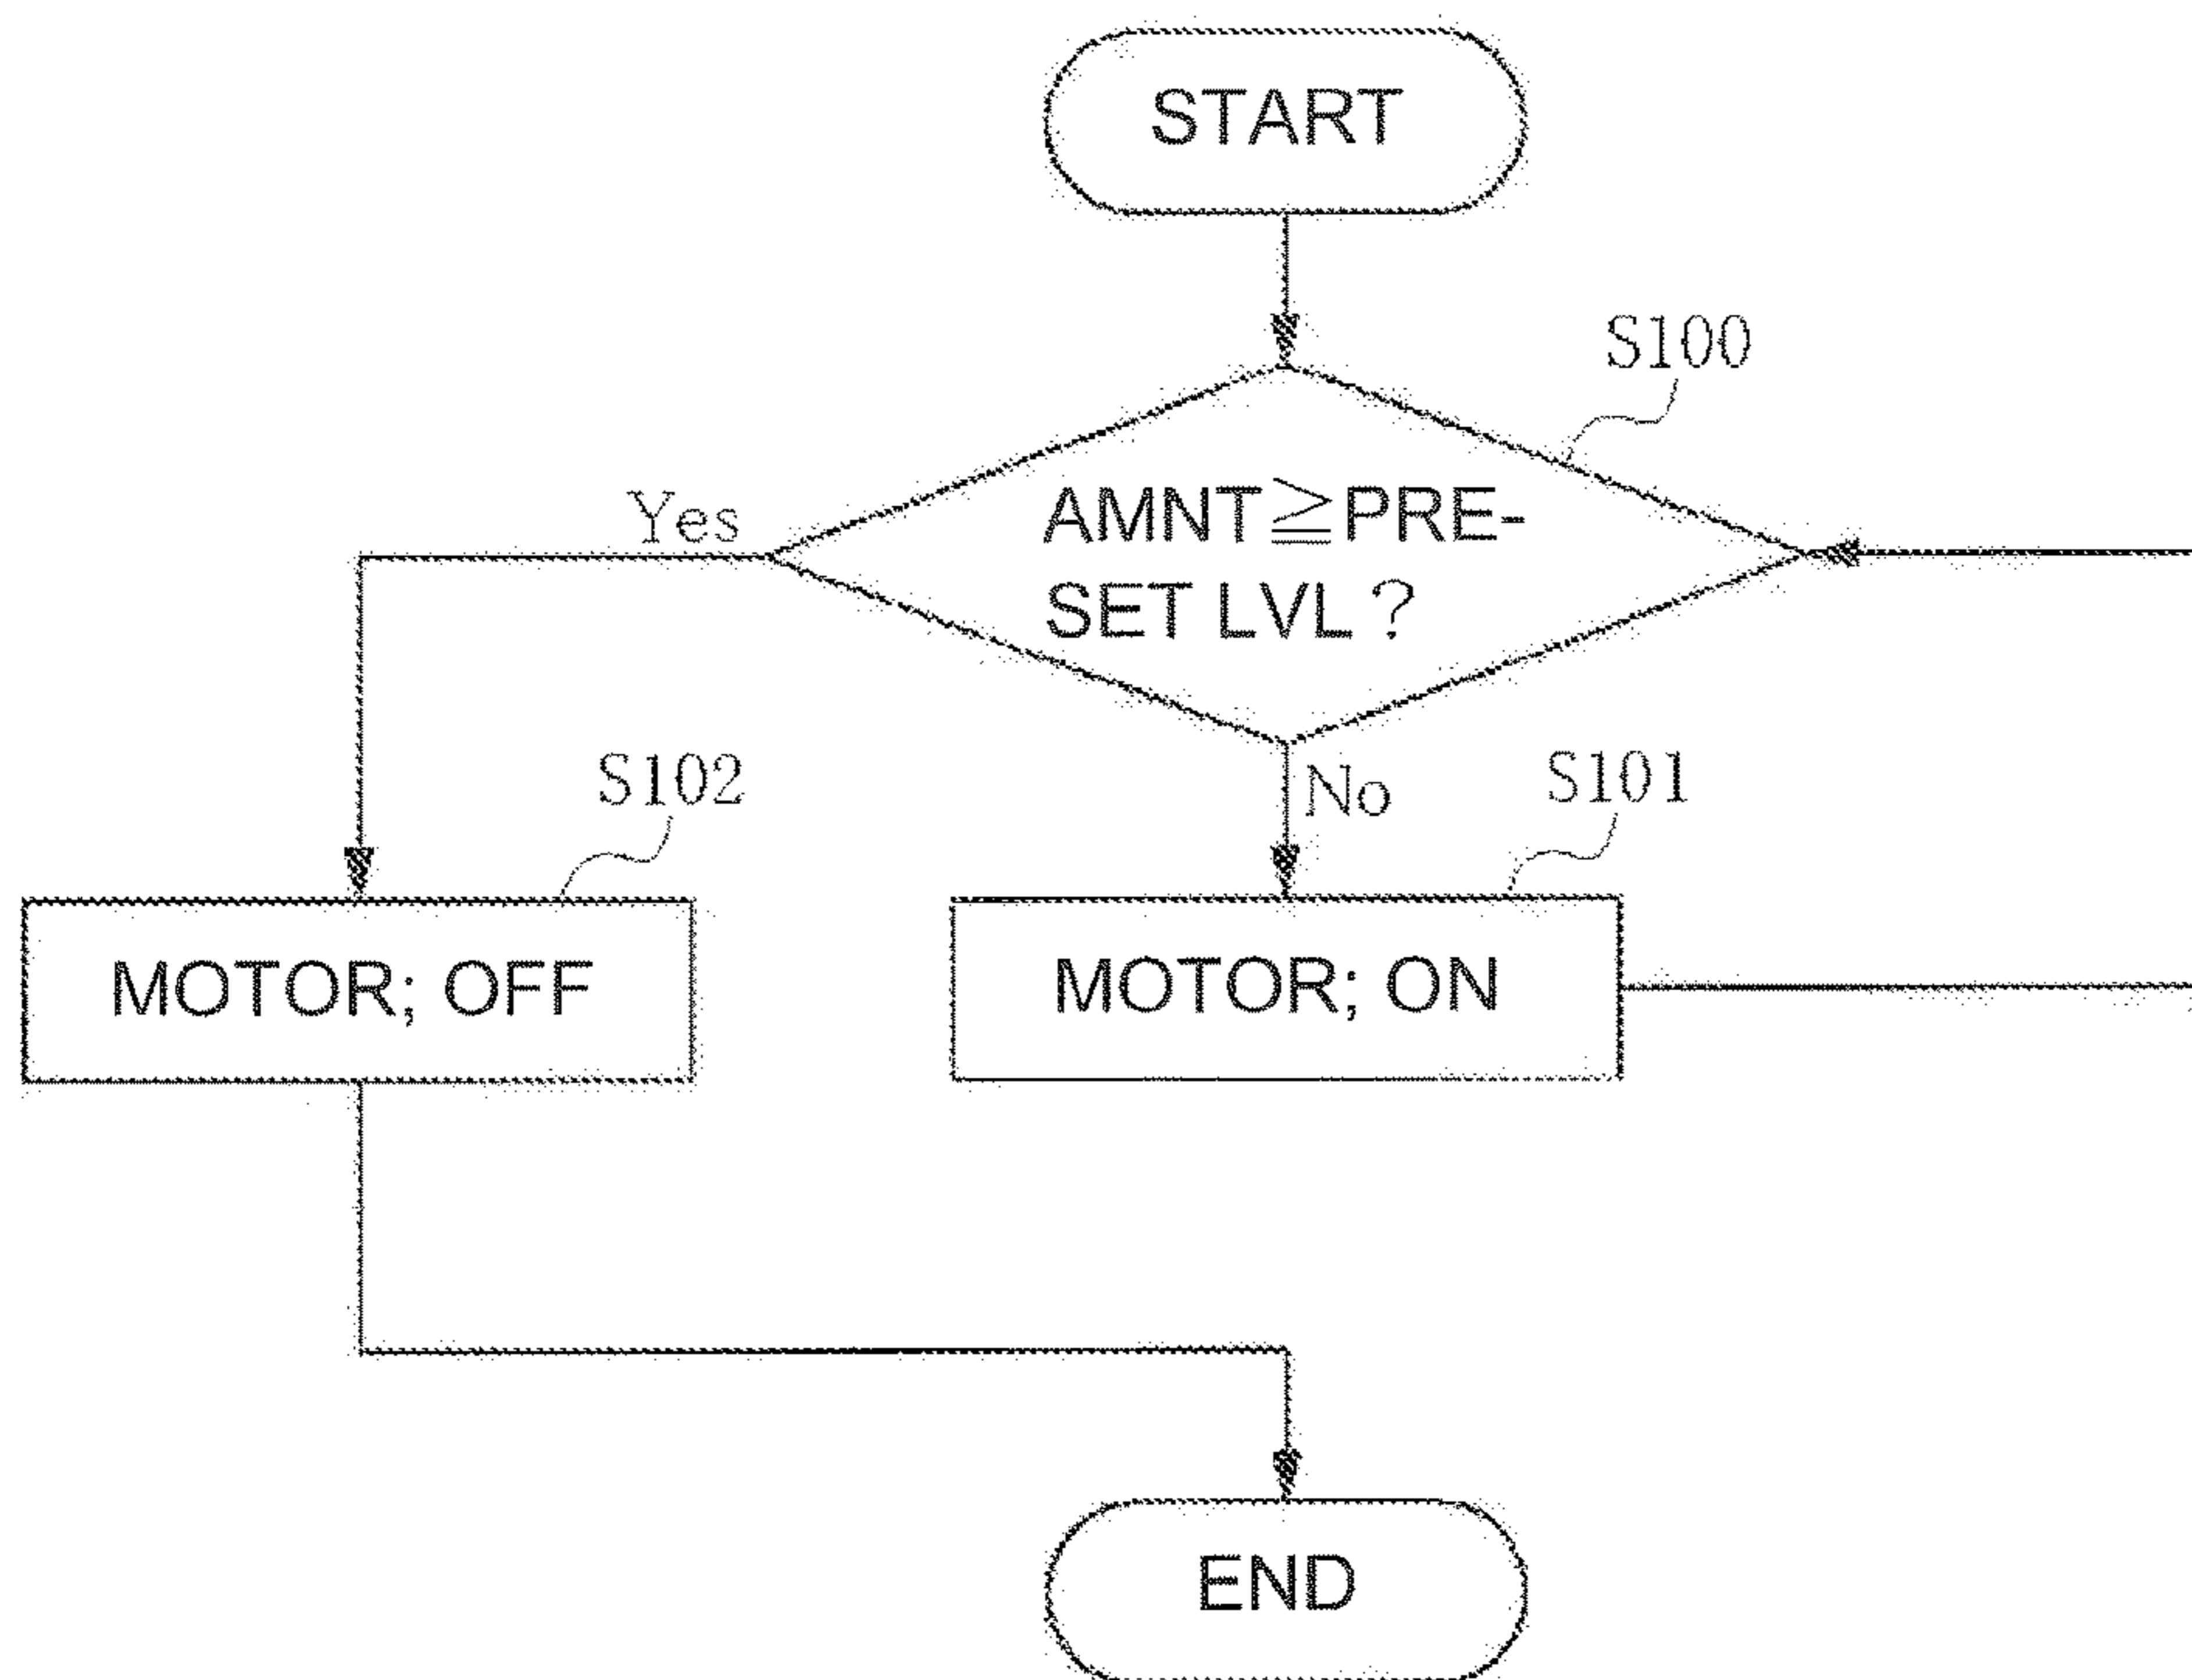 START
S100
Yes
AMNT≧PRE-
SET LVL ?
S102
No
S101
MOTOR; OFF
MOTOR; ON
END